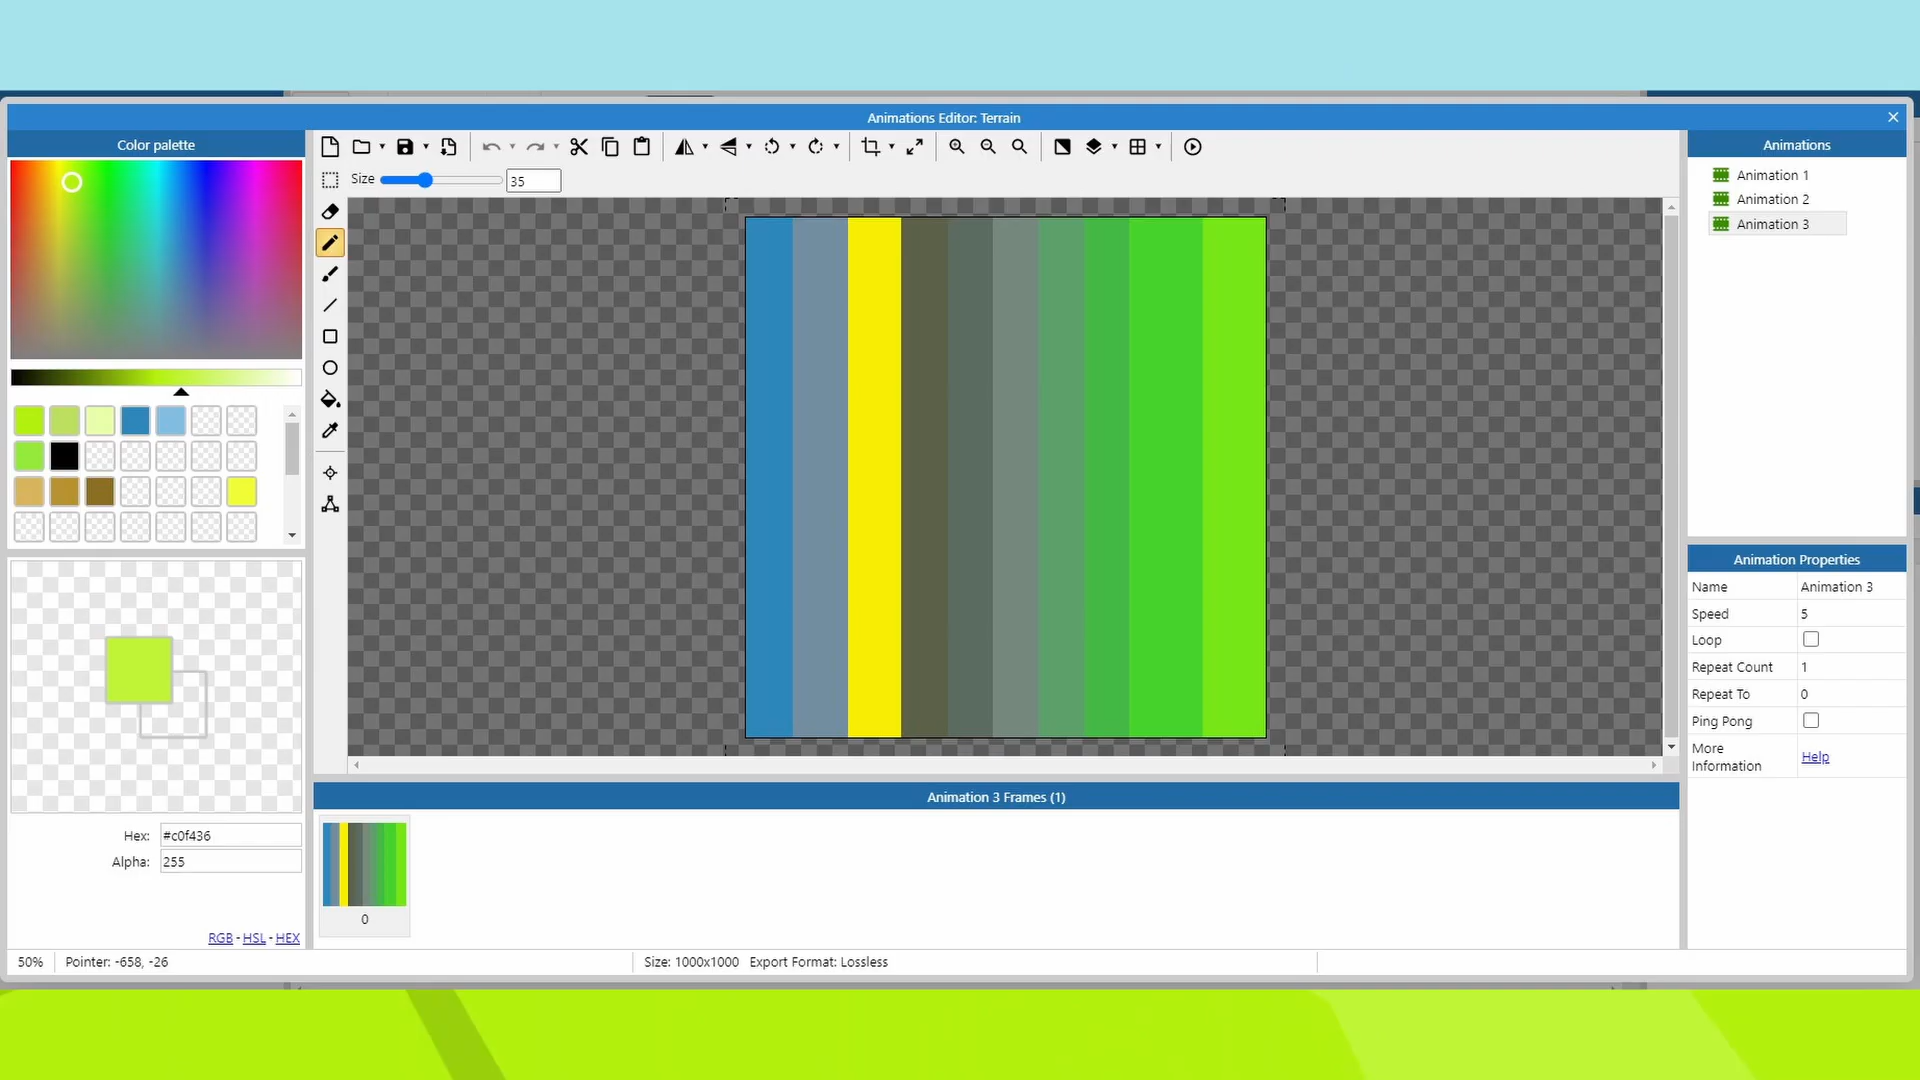 Animations Editor: Terrain
Color palette
Size 35
Hex: #c0f436
Alpha: 255
RGB - HSL - HEX
Animation 3 Frames (1)
0
Animations
Animation 1
Animation 2
Animation 3
Animation Properties
Name Animation 3
Speed 5
Loop
Repeat Count 1
Repeat To 0
Ping Pong
More
Information Help
50% Pointer: -658, -26 Size: 1000x1000 Export Format: Lossless